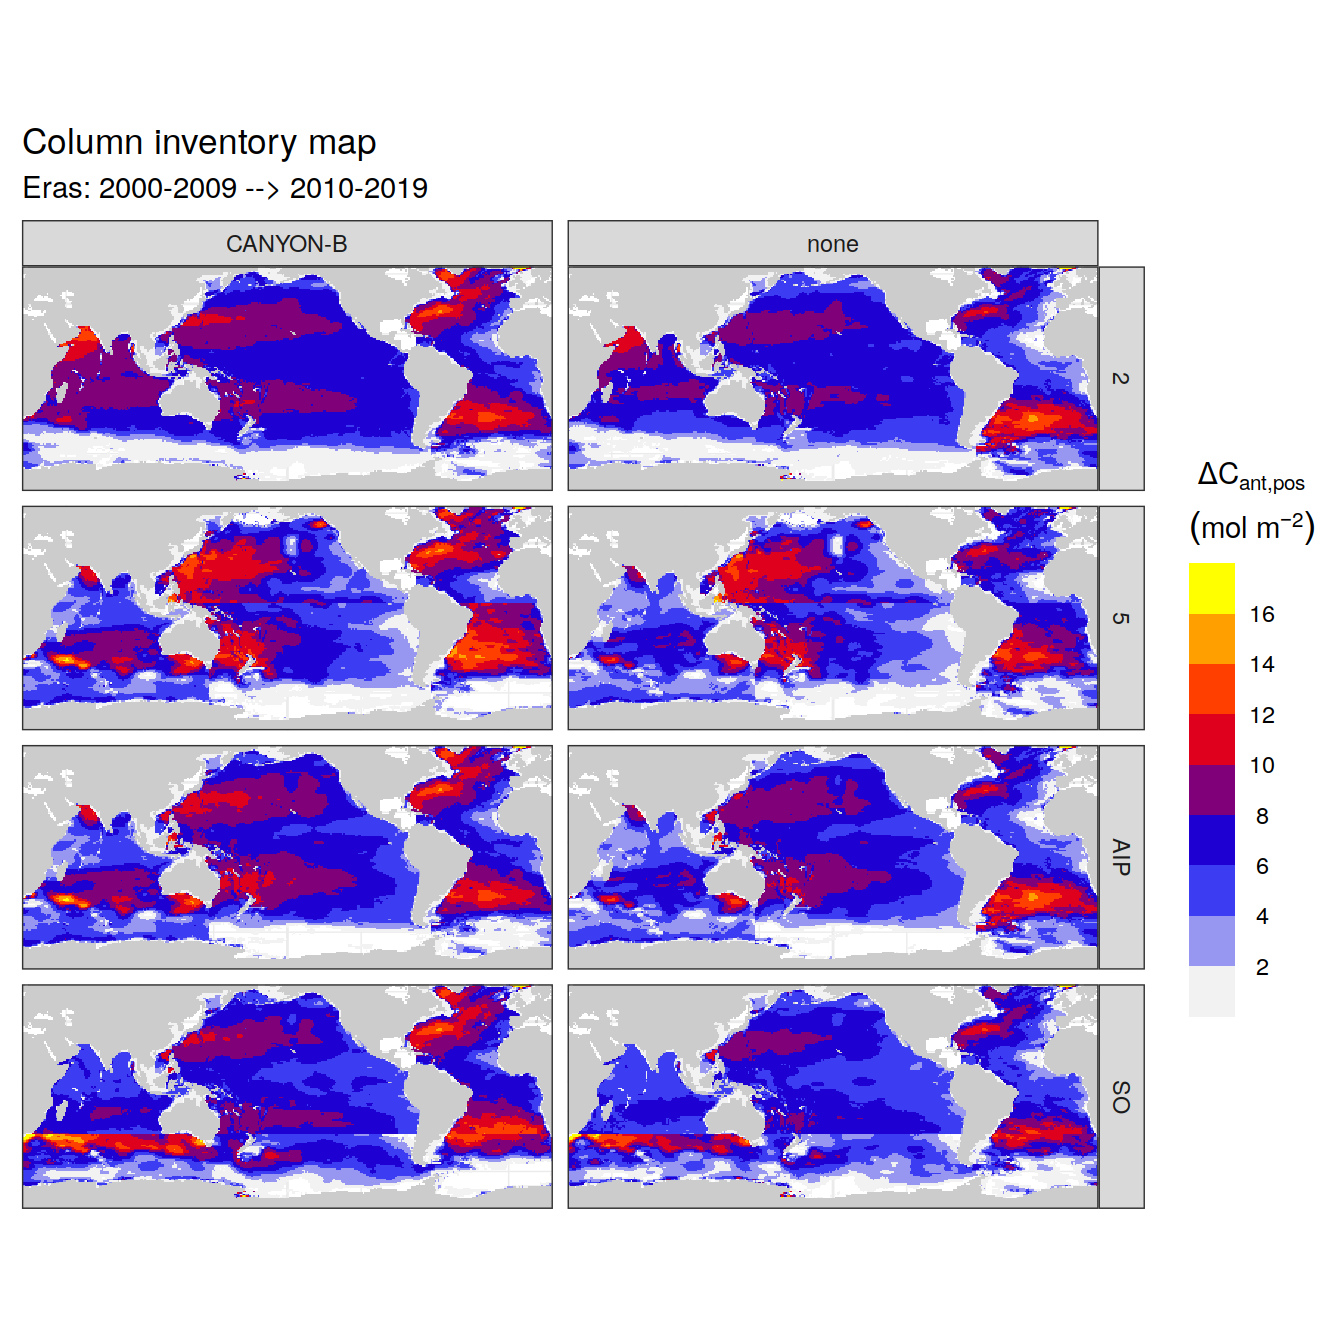 Column inventory map
Eras: 2000-2009 --> 2010-2019
CANYON-B
none
2
5
AIP
SO
ΔCant,pos
(mol m−2)
16
14
12
10
8
6
4
2